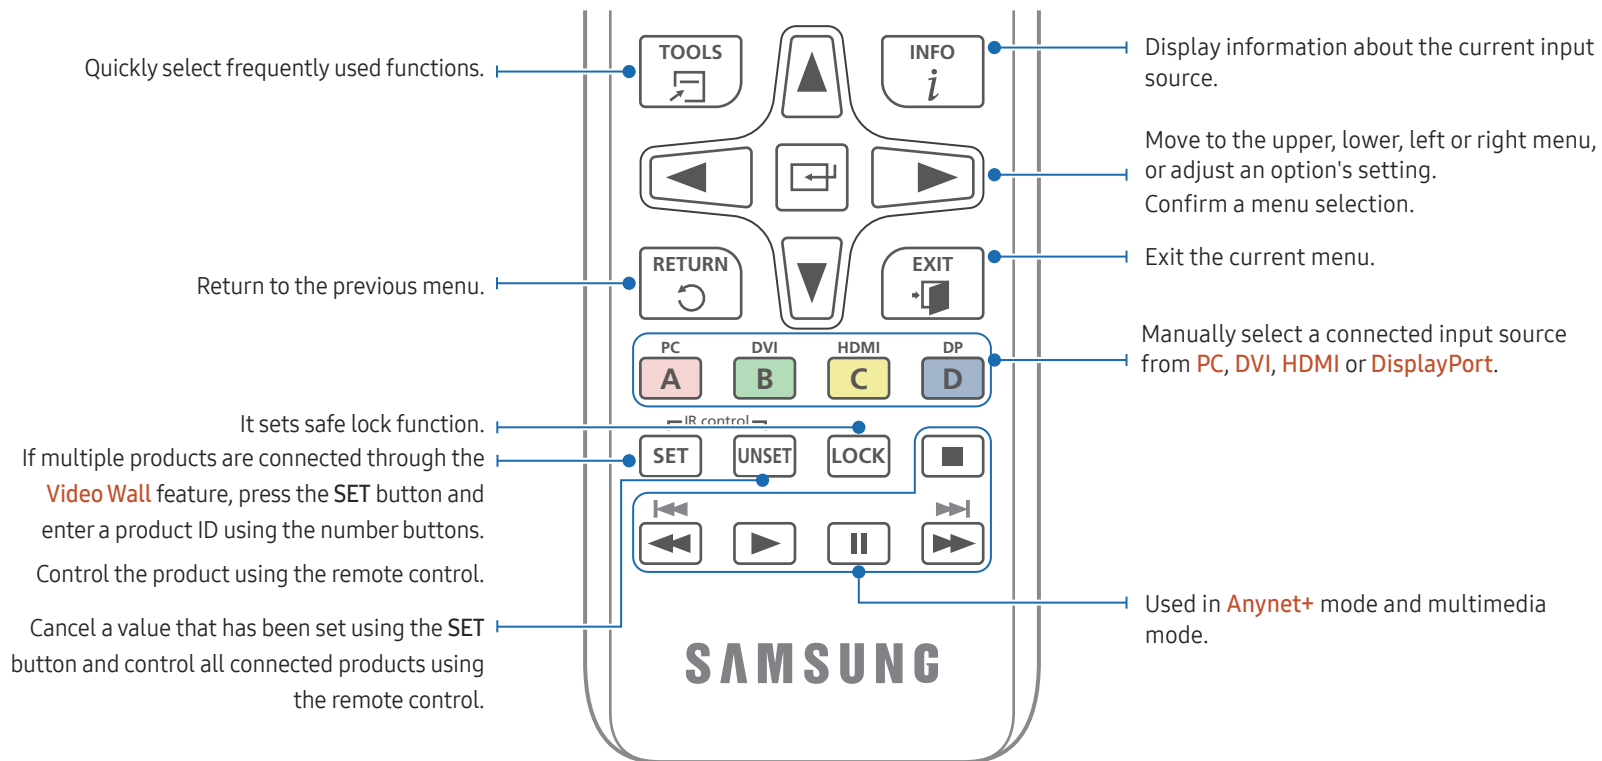 TOOLS
INFO
i
Quickly select frequently used functions.
Display information about the current input
source.
Move to the upper, lower, left or right menu,
or adjust an option's setting.
Confirm a menu selection.
RETURN
EXIT
Return to the previous menu.
Exit the current menu.
PC DVI HDMI DP
A B C D
Manually select a connected input source
from PC, DVI, HDMI or DisplayPort.
IR control
SET UNSET LOCK
It sets safe lock function.
If multiple products are connected through the
Video Wall feature, press the SET button and
enter a product ID using the number buttons.
Control the product using the remote control.
Cancel a value that has been set using the SET
button and control all connected products using
the remote control.
Used in Anynet+ mode and multimedia
mode.
SAMSUNG